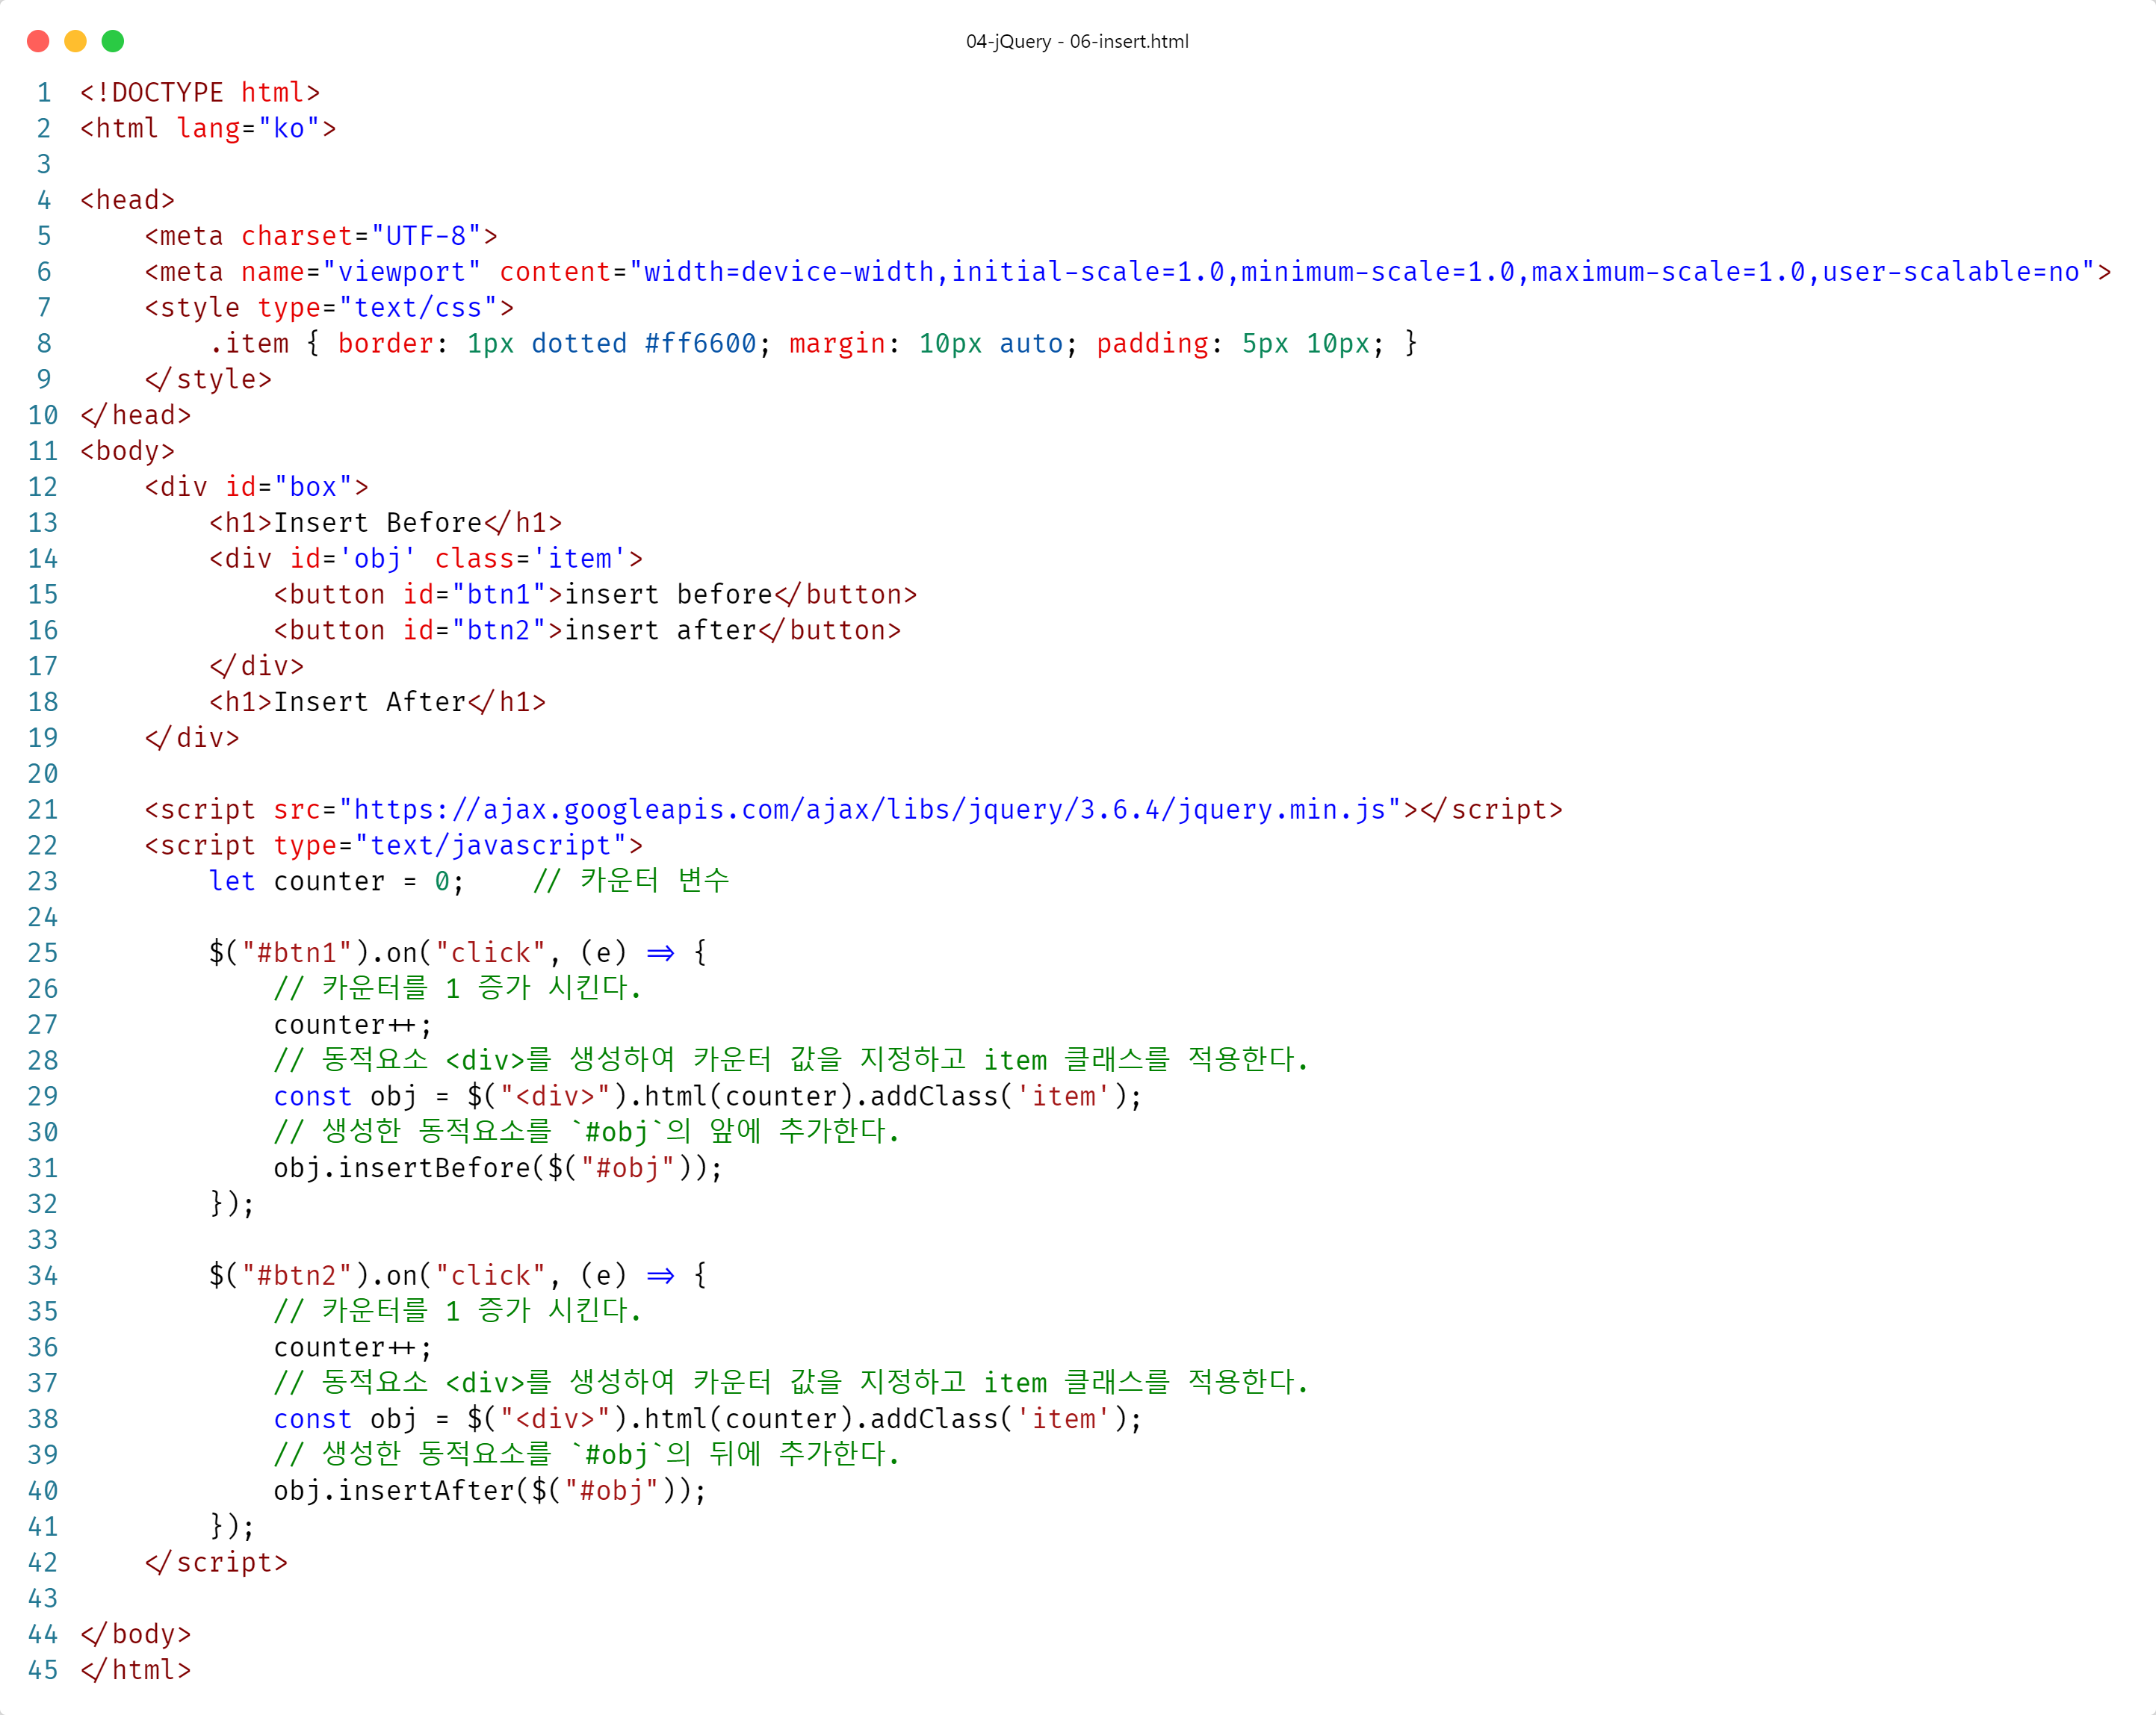 04-jQuery - 06-insert.html
1 <!DOCTYPE html>
2 <html lang="ko">
3
4 <head>
5     <meta charset="UTF-8">
6     <meta name="viewport" content="width=device-width,initial-scale=1.0,minimum-scale=1.0,maximum-scale=1.0,user-scalable=no">
7     <style type="text/css">
8         .item { border: 1px dotted #ff6600; margin: 10px auto; padding: 5px 10px; }
9     </style>
10 </head>
11 <body>
12     <div id="box">
13         <h1>Insert Before</h1>
14         <div id='obj' class='item'>
15             <button id="btn1">insert before</button>
16             <button id="btn2">insert after</button>
17         </div>
18         <h1>Insert After</h1>
19     </div>
20
21     <script src="https://ajax.googleapis.com/ajax/libs/jquery/3.6.4/jquery.min.js"></script>
22     <script type="text/javascript">
23         let counter = 0;    // 카운터 변수
24
25         $("#btn1").on("click", (e) => {
26             // 카운터를 1 증가 시킨다.
27             counter++;
28             // 동적요소 <div>를 생성하여 카운터 값을 지정하고 item 클래스를 적용한다.
29             const obj = $("<div>").html(counter).addClass('item');
30             // 생성한 동적요소를 `#obj`의 앞에 추가한다.
31             obj.insertBefore($("#obj"));
32         });
33
34         $("#btn2").on("click", (e) => {
35             // 카운터를 1 증가 시킨다.
36             counter++;
37             // 동적요소 <div>를 생성하여 카운터 값을 지정하고 item 클래스를 적용한다.
38             const obj = $("<div>").html(counter).addClass('item');
39             // 생성한 동적요소를 `#obj`의 뒤에 추가한다.
40             obj.insertAfter($("#obj"));
41         });
42     </script>
43
44 </body>
45 </html>